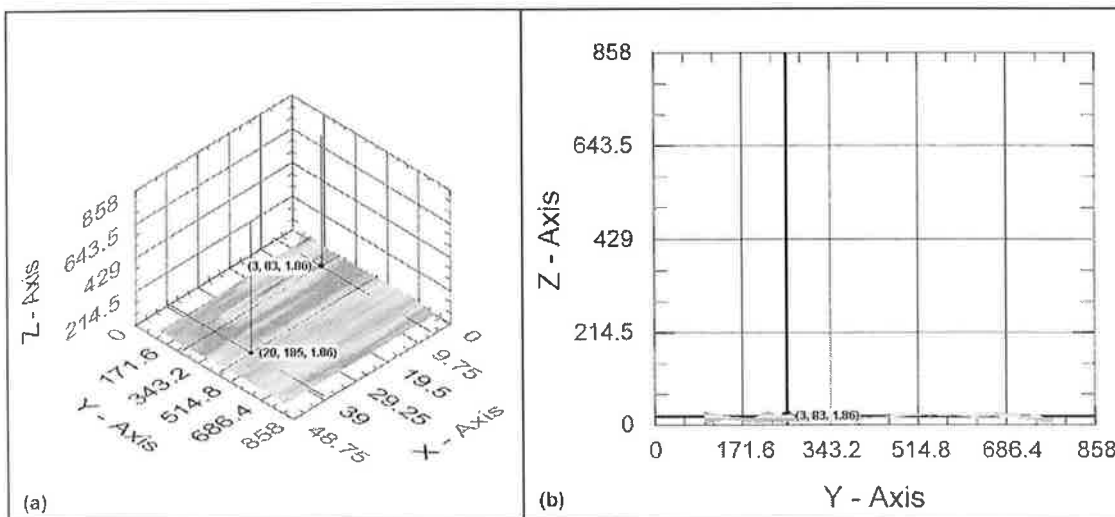 858
643.5
429
214.5
0
Z - Axis
171.6
343.2
514.8
686.4
858
Y - Axis
0
9.75
19.5
29.25
39
48.75
X - Axis
(3, 83, 1.86)
(20, 185, 1.86)
(a)
858
643.5
429
214.5
0
Z - Axis
(3, 83, 1.86)
0 171.6 343.2 514.8 686.4 858
Y - Axis
(b)